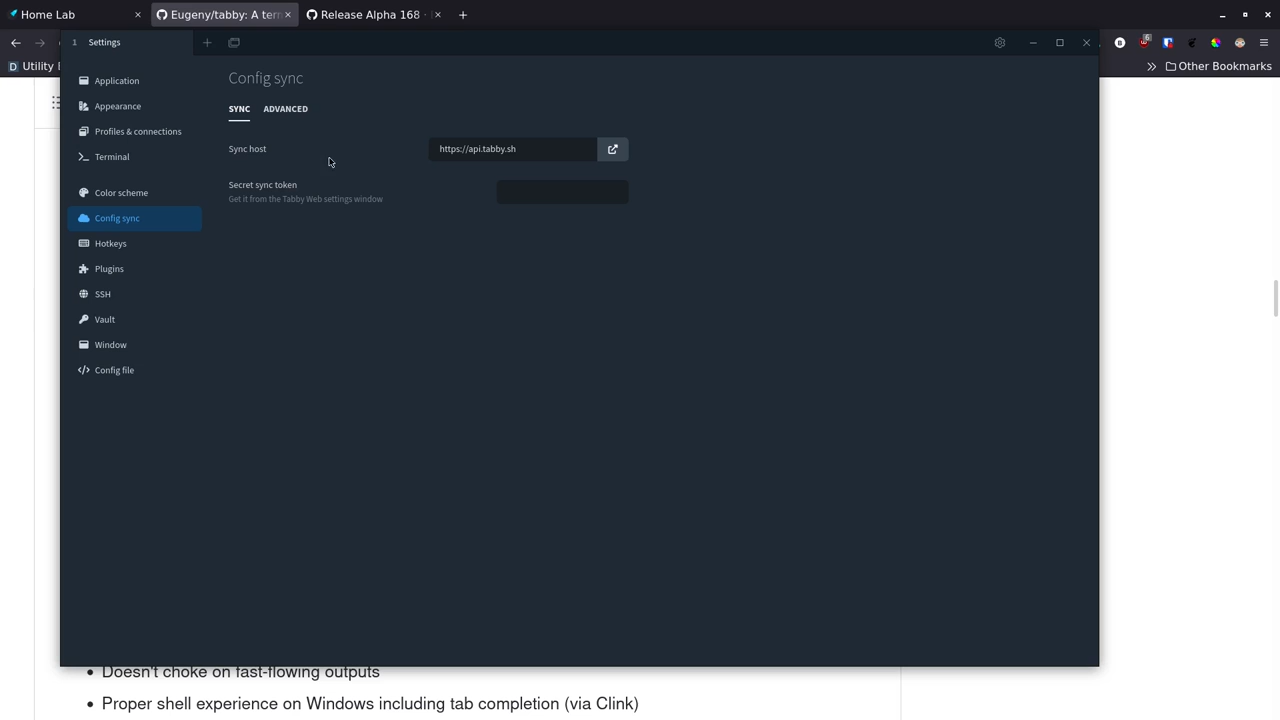 Home Lab
Eugeny/tabby: A ter
Release Alpha 168 -
1 Settings
6
Utility
Other Bookmarks
Application
Appearance
Profiles & connections
Terminal
Color scheme
Config sync
Hotkeys
Plugins
SSH
Vault
Window
Config file
Config sync
SYNC ADVANCED
Sync host
https://api.tabby.sh
Secret sync token
Get it from the Tabby Web settings window
• Doesn't choke on fast-flowing outputs
• Proper shell experience on Windows including tab completion (via Clink)